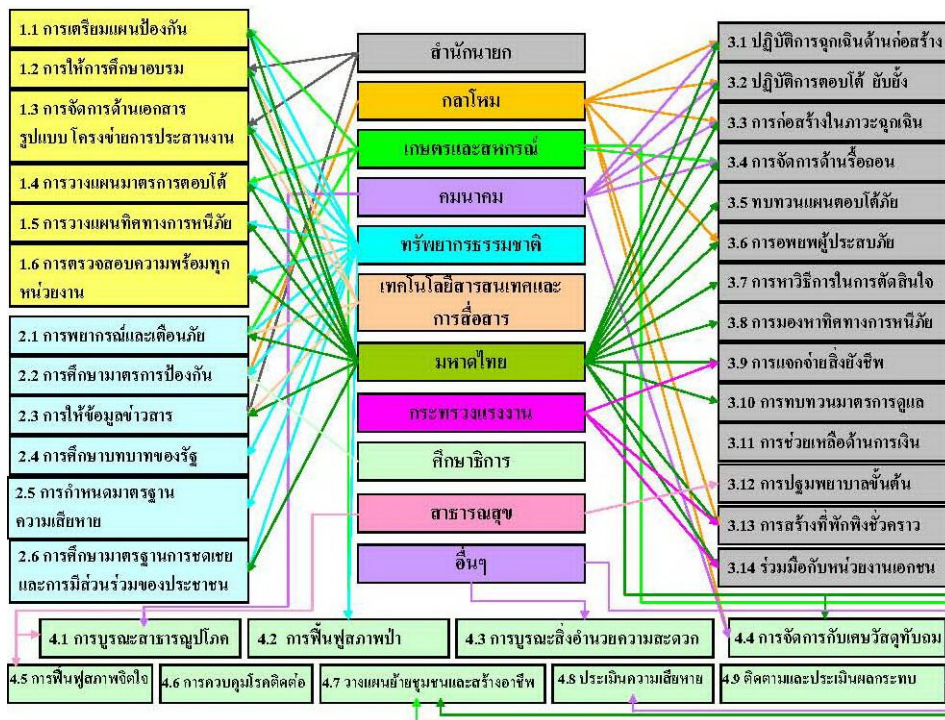 1.1 การเตรียมแผนป้องกัน
1.2 การให้การศึกษาอบรม
1.3 การจัดการด้านเอกสาร
รูปแบบ โครงข่ายการประสานงาน
1.4 การวางแผนมาตรการตอบโต้
1.5 การวางแผนทิศทางการหนีภัย
1.6 การตรวจสอบความพร้อมทุก
หน่วยงาน
2.1 การพยากรณ์และเตือนภัย
2.2 การศึกษามาตรการป้องกัน
2.3 การให้ข้อมูลข่าวสาร
2.4 การศึกษาบทบาทของรัฐ
2.5 การกำหนดมาตรฐาน
ความเสียหาย
2.6 การศึกษามาตรฐานการชดเชย
และการมีส่วนร่วมของประชาชน
สำนักนายก
กลาโหม
เกษตรและสหกรณ์
คมนาคม
ทรัพยากรธรรมชาติ
เทคโนโลยีสารสนเทศและ
การสื่อสาร
มหาดไทย
กระทรวงแรงงาน
ศึกษาธิการ
สาธารณสุข
อื่นๆ
3.1 ปฏิบัติการฉุกเฉินด้านก่อสร้าง
3.2 ปฏิบัติการตอบโต้ ยับยั้ง
3.3 การก่อสร้างในภาวะฉุกเฉิน
3.4 การจัดการด้านรื้อถอน
3.5 ทบทวนแผนตอบโต้ภัย
3.6 การอพยพผู้ประสบภัย
3.7 การหาวิธีการในการตัดสินใจ
3.8 การมองหาทิศทางการหนีภัย
3.9 การแจกจ่ายสิ่งยังชีพ
3.10 การทบทวนมาตรการดูแล
3.11 การช่วยเหลือด้านการเงิน
3.12 การปฐมพยาบาลขั้นต้น
3.13 การสร้างที่พักพิงชั่วคราว
3.14 ร่วมมือกับหน่วยงานเอกชน
4.1 การบูรณะสาธารณูปโภค
4.2 การฟื้นฟูสภาพป่า
4.3 การบูรณะสิ่งอำนวยความสะดวก
4.4 การจัดการกับเศษวัสดุทับถม
4.5 การฟื้นฟูสภาพจิตใจ
4.6 การควบคุมโรคติดต่อ
4.7 วางแผนย้ายชุมชนและสร้างอาชีพ
4.8 ประเมินความเสียหาย
4.9 ติดตามและประเมินผลกระทบ